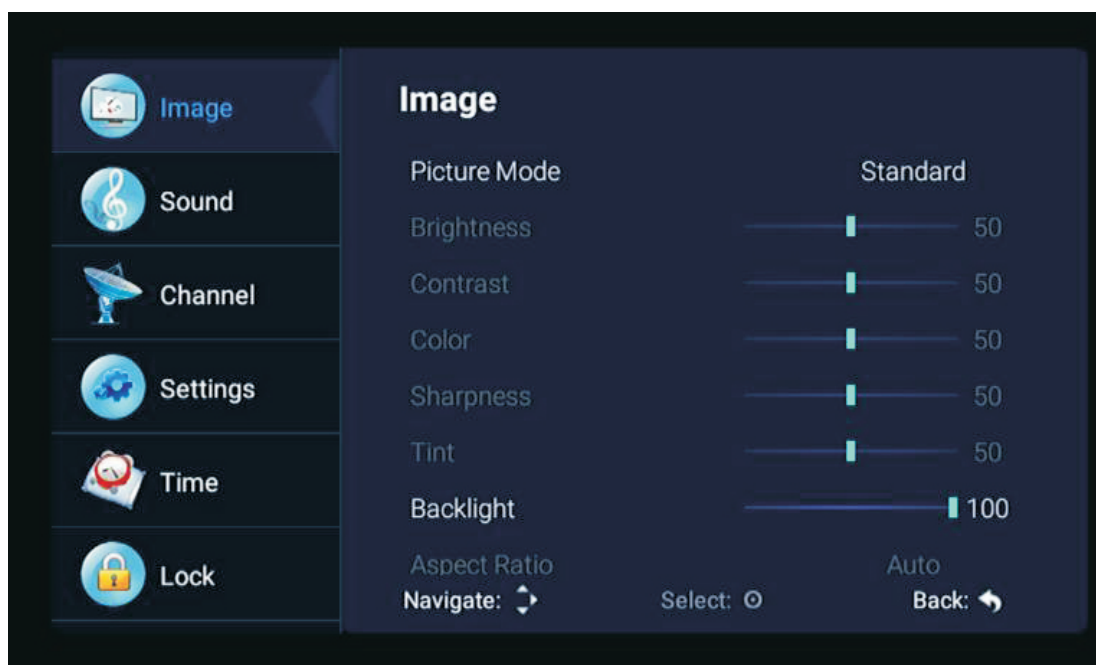 Image
Sound
Channel
Settings
Time
Lock
Image
Picture Mode Standard
Brightness 50
Contrast 50
Color 50
Sharpness 50
Tint 50
Backlight 100
Aspect Ratio Auto
Navigate: Select: Back: